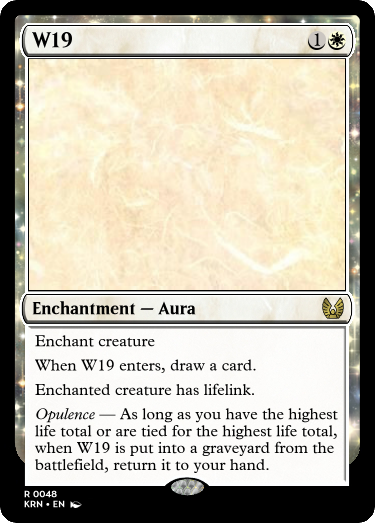 W19 1
Enchantment — Aura
Enchant creature
When W19 enters, draw a card.
Enchanted creature has lifelink.
Opulence — As long as you have the highest
life total or are tied for the highest life total,
when W19 is put into a graveyard from the
battlefield, return it to your hand.
R 0048
KRN • EN